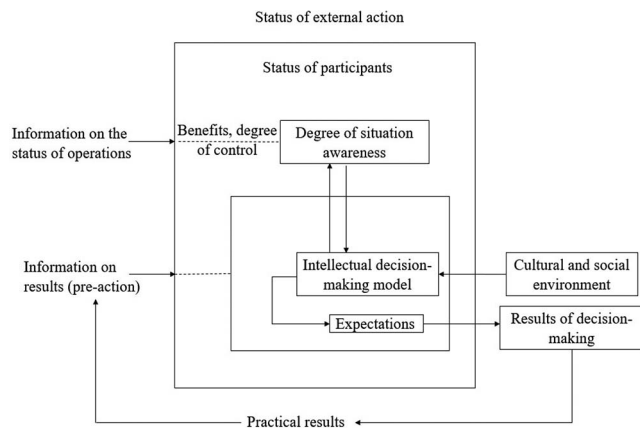 Status of external action
Status of participants
Information on the
status of operations
Benefits, degree
of control
Degree of situation
awareness
Information on
results (pre-action)
Intellectual decision-
making model
Cultural and social
environment
Expectations
Results of decision-
making
Practical results